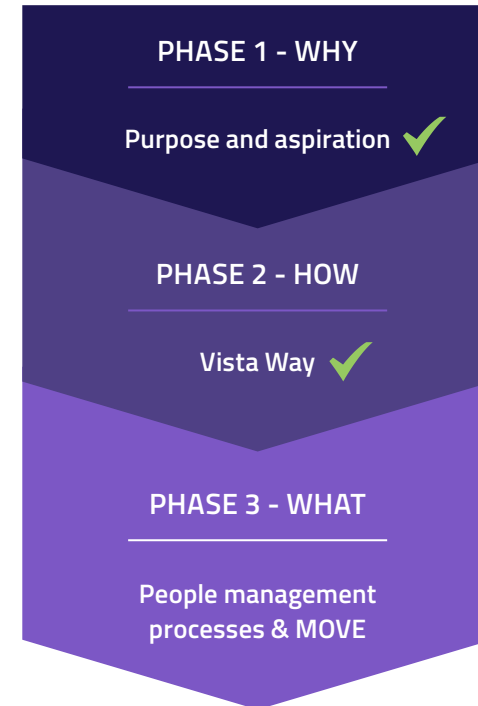 PHASE 1 - WHY
Purpose and aspiration
PHASE 2 - HOW
Vista Way
PHASE 3 - WHAT
People management
processes & MOVE